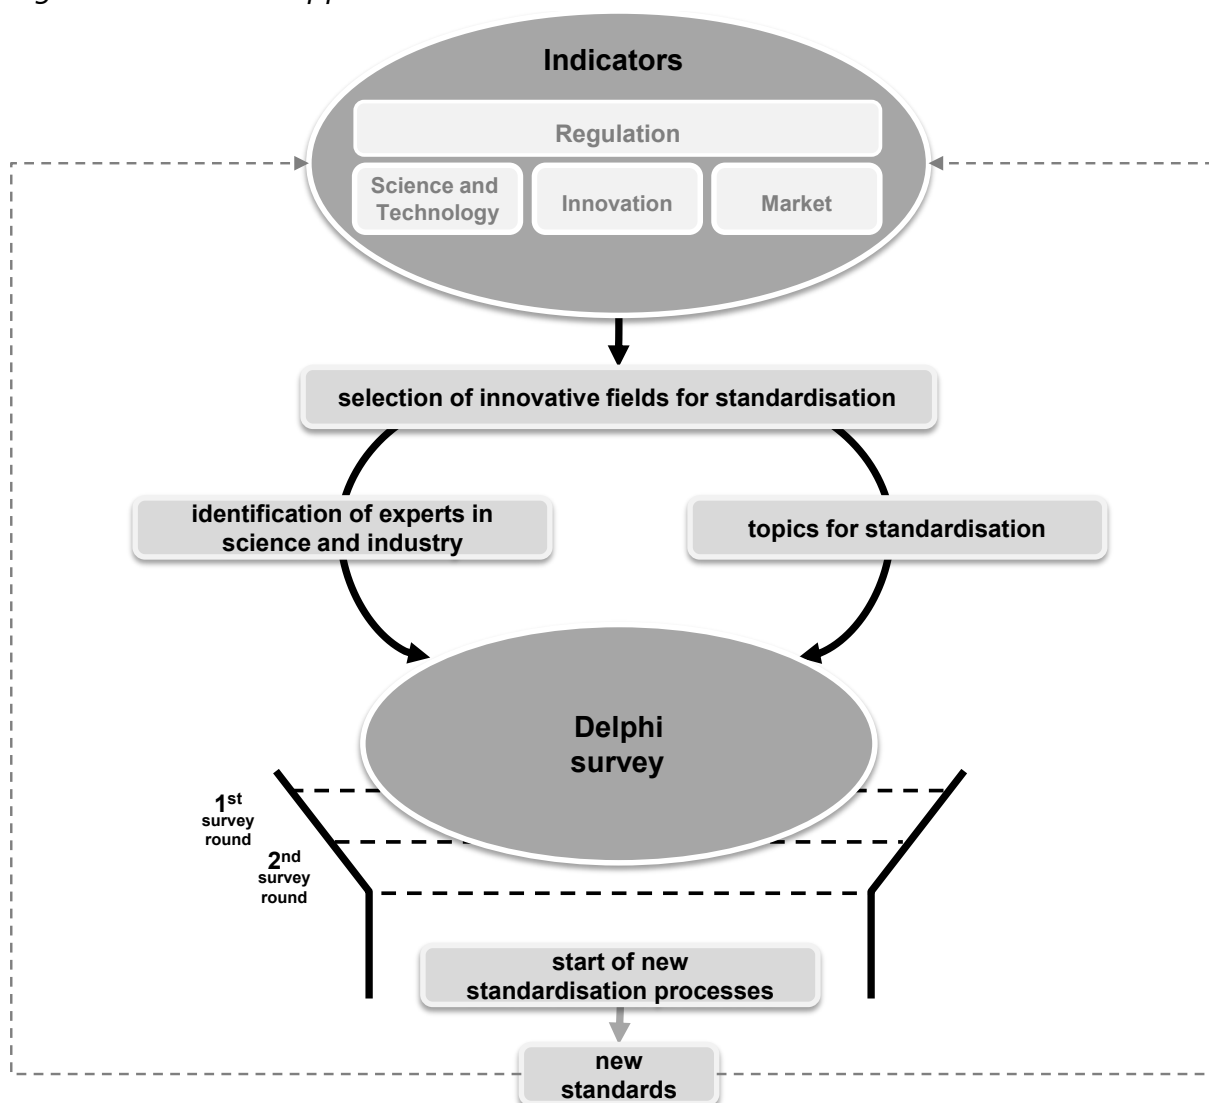 Indicators
Regulation
Science and
Technology
Innovation
Market
selection of innovative fields for standardisation
identification of experts in
science and industry
topics for standardisation
Delphi
survey
1st
survey
round
2nd
survey
round
start of new
standardisation processes
new
standards